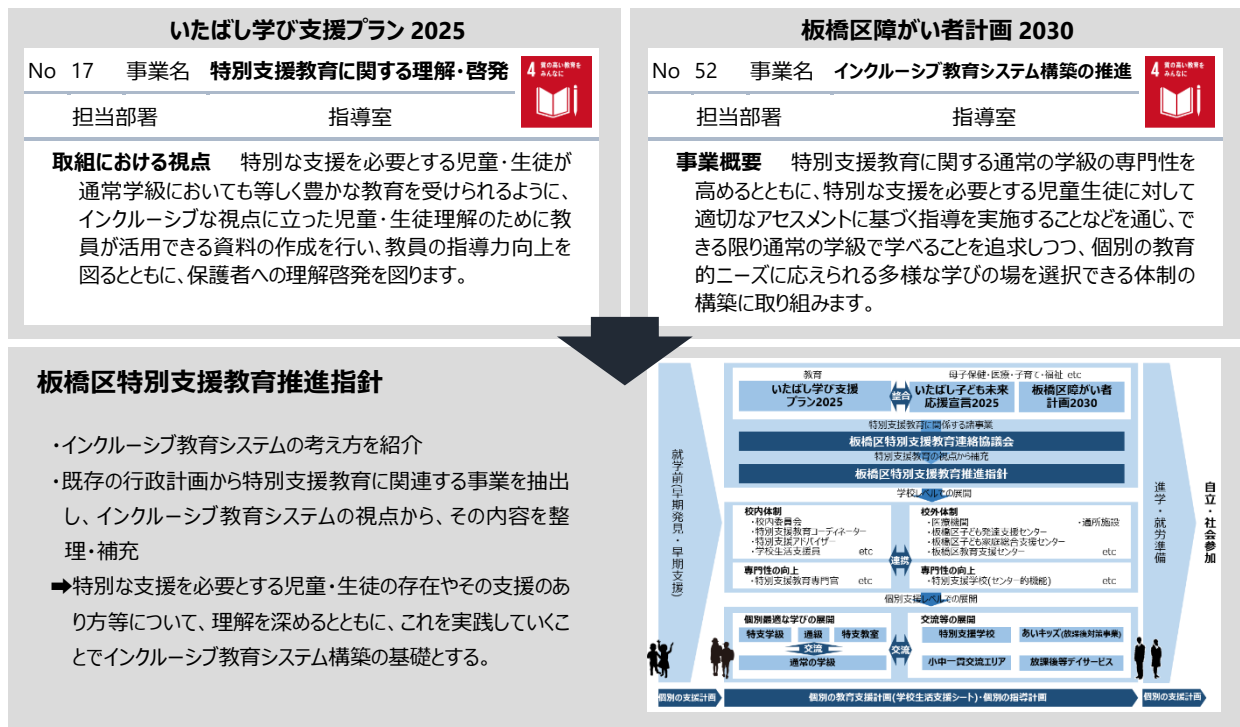 いたばし学び支援プラン 2025
No 17 事業名 特別支援教育に関する理解・啓発
4 質の高い教育を
みんなに
担当部署 指導室
取組における視点 特別な支援を必要とする児童・生徒が
通常学級においても等しく豊かな教育を受けられるように、
インクルーシブな視点に立った児童・生徒理解のために教
員が活用できる資料の作成を行い、教員の指導力向上を
図るとともに、保護者への理解啓発を図ります。
板橋区障がい者計画 2030
No 52 事業名 インクルーシブ教育システム構築の推進
4 質の高い教育を
みんなに
担当部署 指導室
事業概要 特別支援教育に関する通常の学級の専門性を
高めるとともに、特別な支援を必要とする児童生徒に対して
適切なアセスメントに基づく指導を実施することなどを通じ、で
きる限り通常の学級で学べることを追求しつつ、個別の教育
的ニーズに応えられる多様な学びの場を選択できる体制の
構築に取り組みます。
板橋区特別支援教育推進指針
・インクルーシブ教育システムの考え方を紹介
・既存の行政計画から特別支援教育に関連する事業を抽出
し、インクルーシブ教育システムの視点から、その内容を整
理・補充
➡特別な支援を必要とする児童・生徒の存在やその支援のあ
り方等について、理解を深めるとともに、これを実践していくこ
とでインクルーシブ教育システム構築の基礎とする。
就学前(早期発見・早期支援)
教育
母子保健・医療・子育て・福祉 etc
いたばし学び支援
プラン2025
整合
いたばし子ども未来
応援宣言2025
板橋区障がい者
計画2030
特別支援教育に関係する諸事業
板橋区特別支援教育連絡協議会
特別支援教育の視点から補充
板橋区特別支援教育推進指針
学校レベルでの展開
校内体制
・校内委員会
・特別支援教育コーディネーター
・特別支援アドバイザー
・学校生活支援員 etc
連携
校外体制
・医療機関 ・通所施設
・板橋区子ども発達支援センター
・板橋区子ども家庭総合支援センター
・板橋区教育支援センター etc
専門性の向上
・特別支援教育専門官 etc
専門性の向上
・特別支援学校(センター的機能) etc
個別支援レベルでの展開
個別最適な学びの展開
特支学級 通級 特支教室
交流
通常の学級
交流
交流等の展開
特別支援学校 あいキッズ(放課後対策事業)
小中一貫交流エリア 放課後等デイサービス
進学・就労準備
自立・社会参加
個別の支援計画
個別の教育支援計画(学校生活支援シート)・個別の指導計画
個別の支援計画